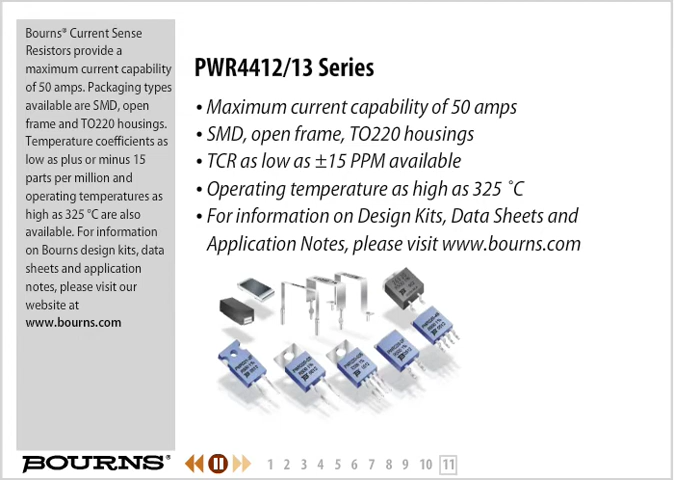 Bourns® Current Sense
Resistors provide a
maximum current capability
of 50 amps. Packaging types
available are SMD, open
frame and TO220 housings.
Temperature coefficients as
low as plus or minus 15
parts per million and
operating temperatures as
high as 325 °C are also
available. For information
on Bourns design kits, data
sheets and application
notes, please visit our
website at
www.bourns.com
PWR4412/13 Series
• Maximum current capability of 50 amps
• SMD, open frame, TO220 housings
• TCR as low as ±15 PPM available
• Operating temperature as high as 325 ˚C
• For information on Design Kits, Data Sheets and
Application Notes, please visit www.bourns.com
BOURNS®
1 2 3 4 5 6 7 8 9 10 11